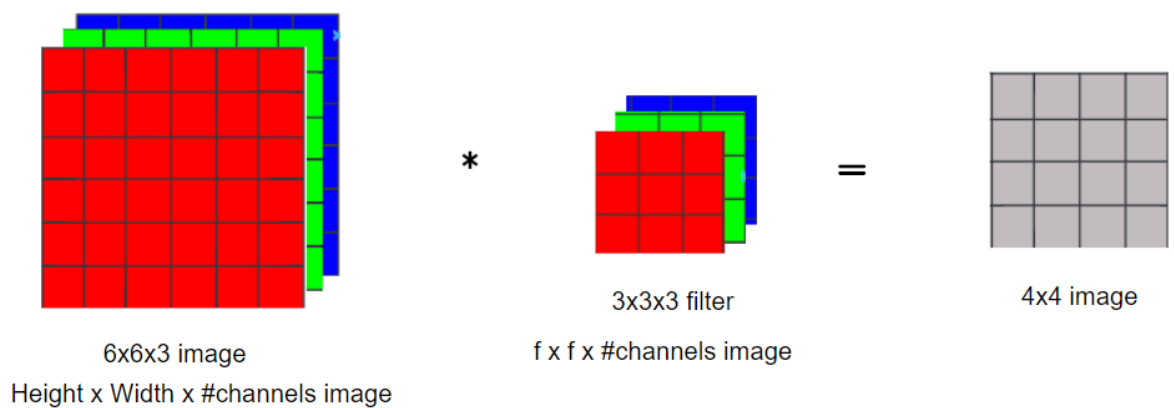 *
=
6x6x3 image
Height x Width x #channels image
3x3x3 filter
f x f x #channels image
4x4 image